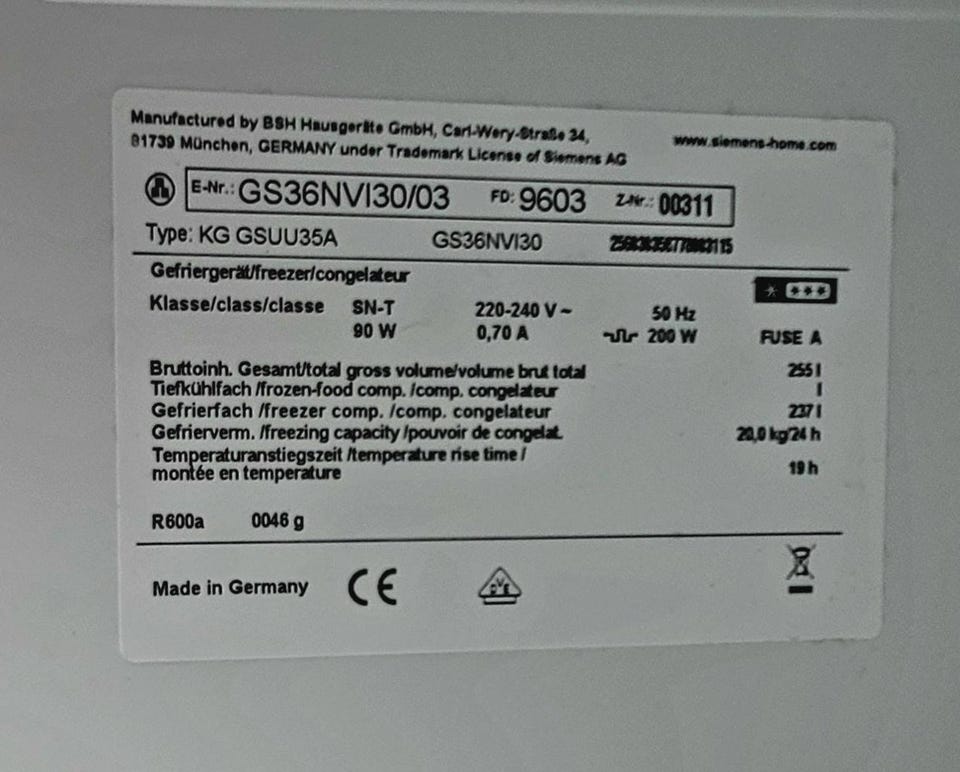 Manufactured by BSH Hausgeräte GmbH, Carl-Wery-Straße 34,
81739 München, GERMANY under Trademark License of Siemens AG
www.siemens-home.com
E-Nr.: GS36NVI30/03 FD: 9603 Z-Nr.: 00311
Type: KG GSUU35A GS36NVI30
Gefriergerät/freezer/congelateur
Klasse/class/classe SN-T 220-240 V ~ 50 Hz
90 W 0,70 A 200 W FUSE A
Bruttoinh. Gesamt/total gross volume/volume brut total 255 l
Tiefkühlfach /frozen-food comp. /comp. congelateur l
Gefrierfach /freezer comp. /comp. congelateur 237 l
Gefrierverm. /freezing capacity /pouvoir de congelat. 20,0 kg/24 h
Temperaturanstiegszeit /temperature rise time /
montée en temperature 19 h
R600a 0046 g
Made in Germany CE